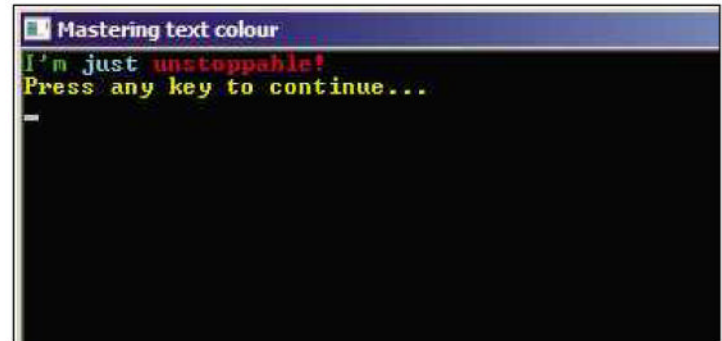 Mastering text colour
I'm just unstoppable!
Press any key to continue...